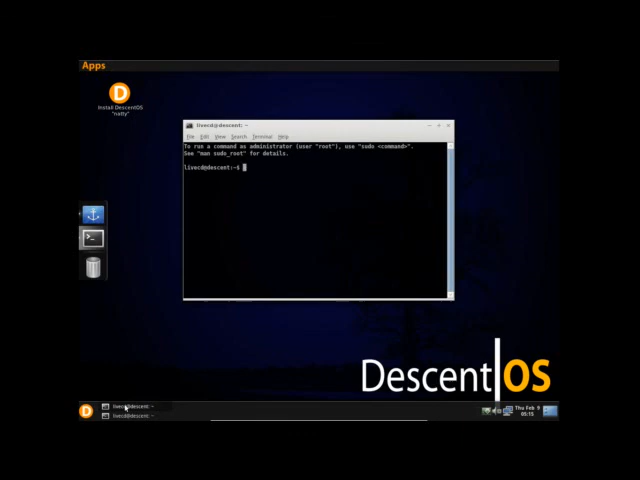 Apps
Install DescentOS
"natty"
livecd@descent: ~
File Edit View Search Terminal Help
To run a command as administrator (user "root"), use "sudo <command>".
See "man sudo_root" for details.
livecd@descent:~$
Descent|OS
livecd@descent: ~
livecd@descent: ~
Thu Feb 9
05:15